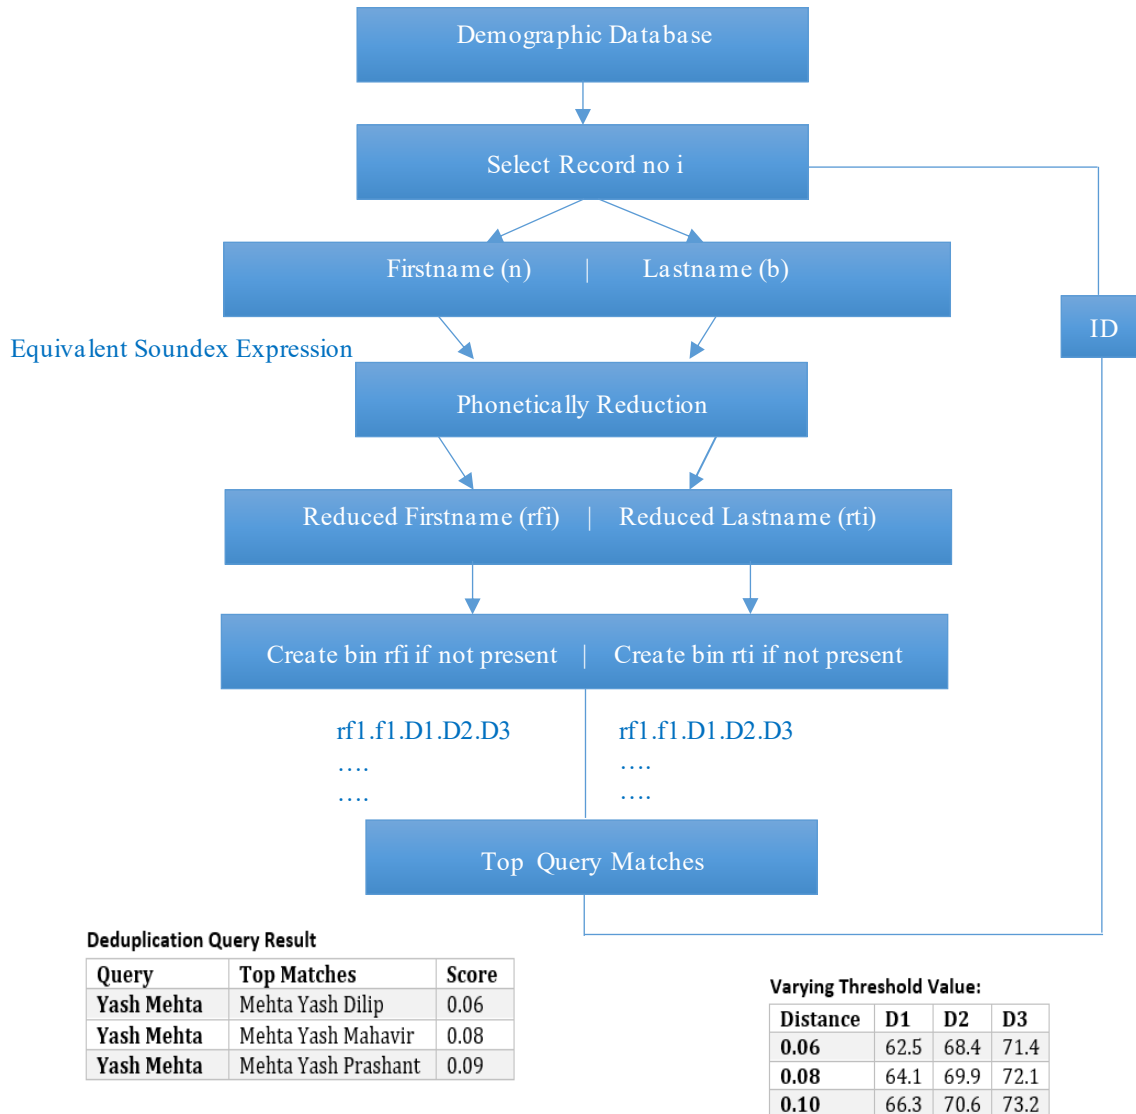 Demographic Database
Select Record no i
Firstname (n) | Lastname (b)
ID
Equivalent Soundex Expression
Phonetically Reduction
Reduced Firstname (rfi) | Reduced Lastname (rti)
Create bin rfi if not present | Create bin rti if not present
rf1.f1.D1.D2.D3 rf1.f1.D1.D2.D3
…. ….
…. ….
Top Query Matches
Deduplication Query Result
Query Top Matches Score
Yash Mehta Mehta Yash Dilip 0.06
Yash Mehta Mehta Yash Mahavir 0.08
Yash Mehta Mehta Yash Prashant 0.09
Varying Threshold Value:
Distance D1 D2 D3
0.06 62.5 68.4 71.4
0.08 64.1 69.9 72.1
0.10 66.3 70.6 73.2